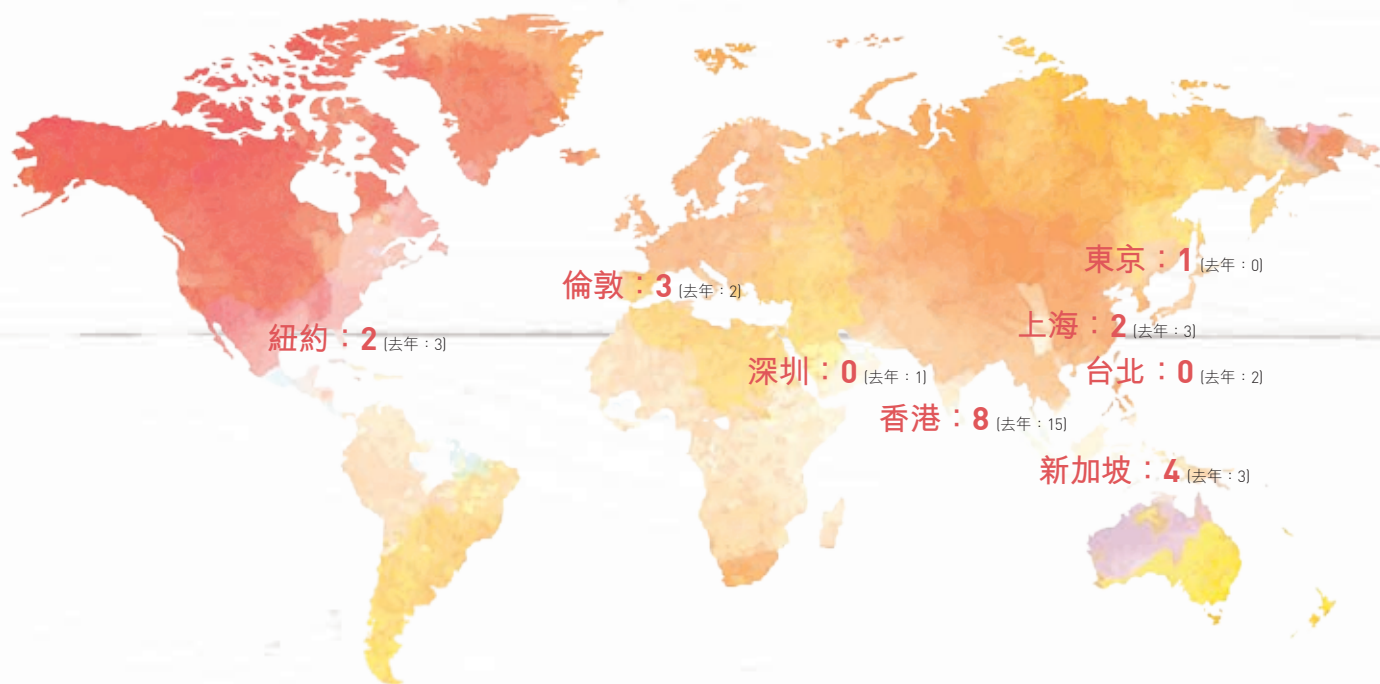 東京：1 (去年：0)
倫敦：3 (去年：2)
上海：2 (去年：3)
紐約：2 (去年：3)
深圳：0 (去年：1)
台北：0 (去年：2)
香港：8 (去年：15)
新加坡：4 (去年：3)